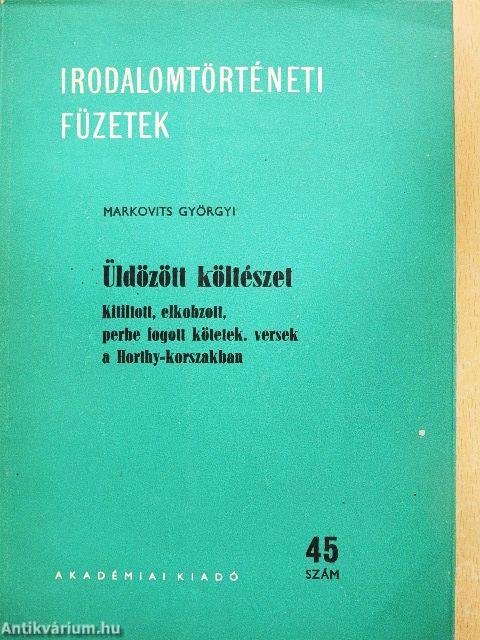 IRODALOMTÖRTÉNETI
FÜZETEK
MARKOVITS GYÖRGYI
Üldözött költészet
Kitiltott, elkobzott,
perbe fogott kötetek, versek
a Horthy-korszakban
45
SZÁM
AKADÉMIAI KIADÓ
Antikvárium.hu